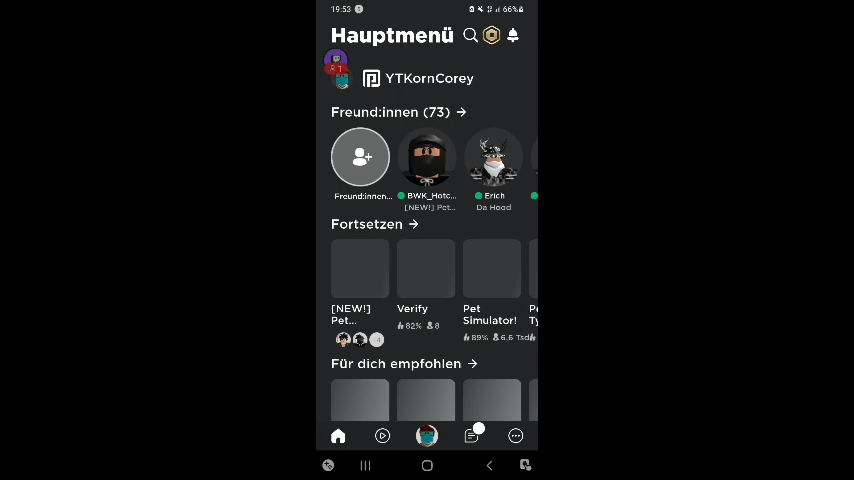 19:53 66%
Hauptmenü
YTKornCorey
Freund:innen (73) →
Freund:innen... BWK_Hotc... Erich
[NEW!] Pet... Da Hood
Fortsetzen →
[NEW!] Pet... Verify Pet Simulator!
82% 8 89% 6,6 Tsd
+4
Für dich empfohlen →